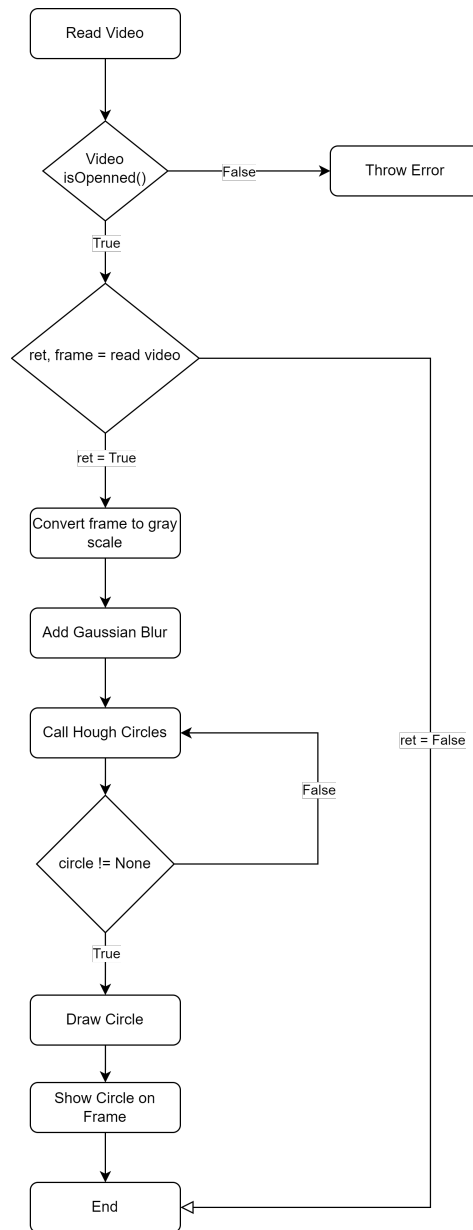 Read Video
Video
isOpenned()
False
Throw Error
True
ret, frame = read video
ret = True
Convert frame to gray
scale
Add Gaussian Blur
Call Hough Circles
ret = False
False
circle != None
True
Draw Circle
Show Circle on
Frame
End